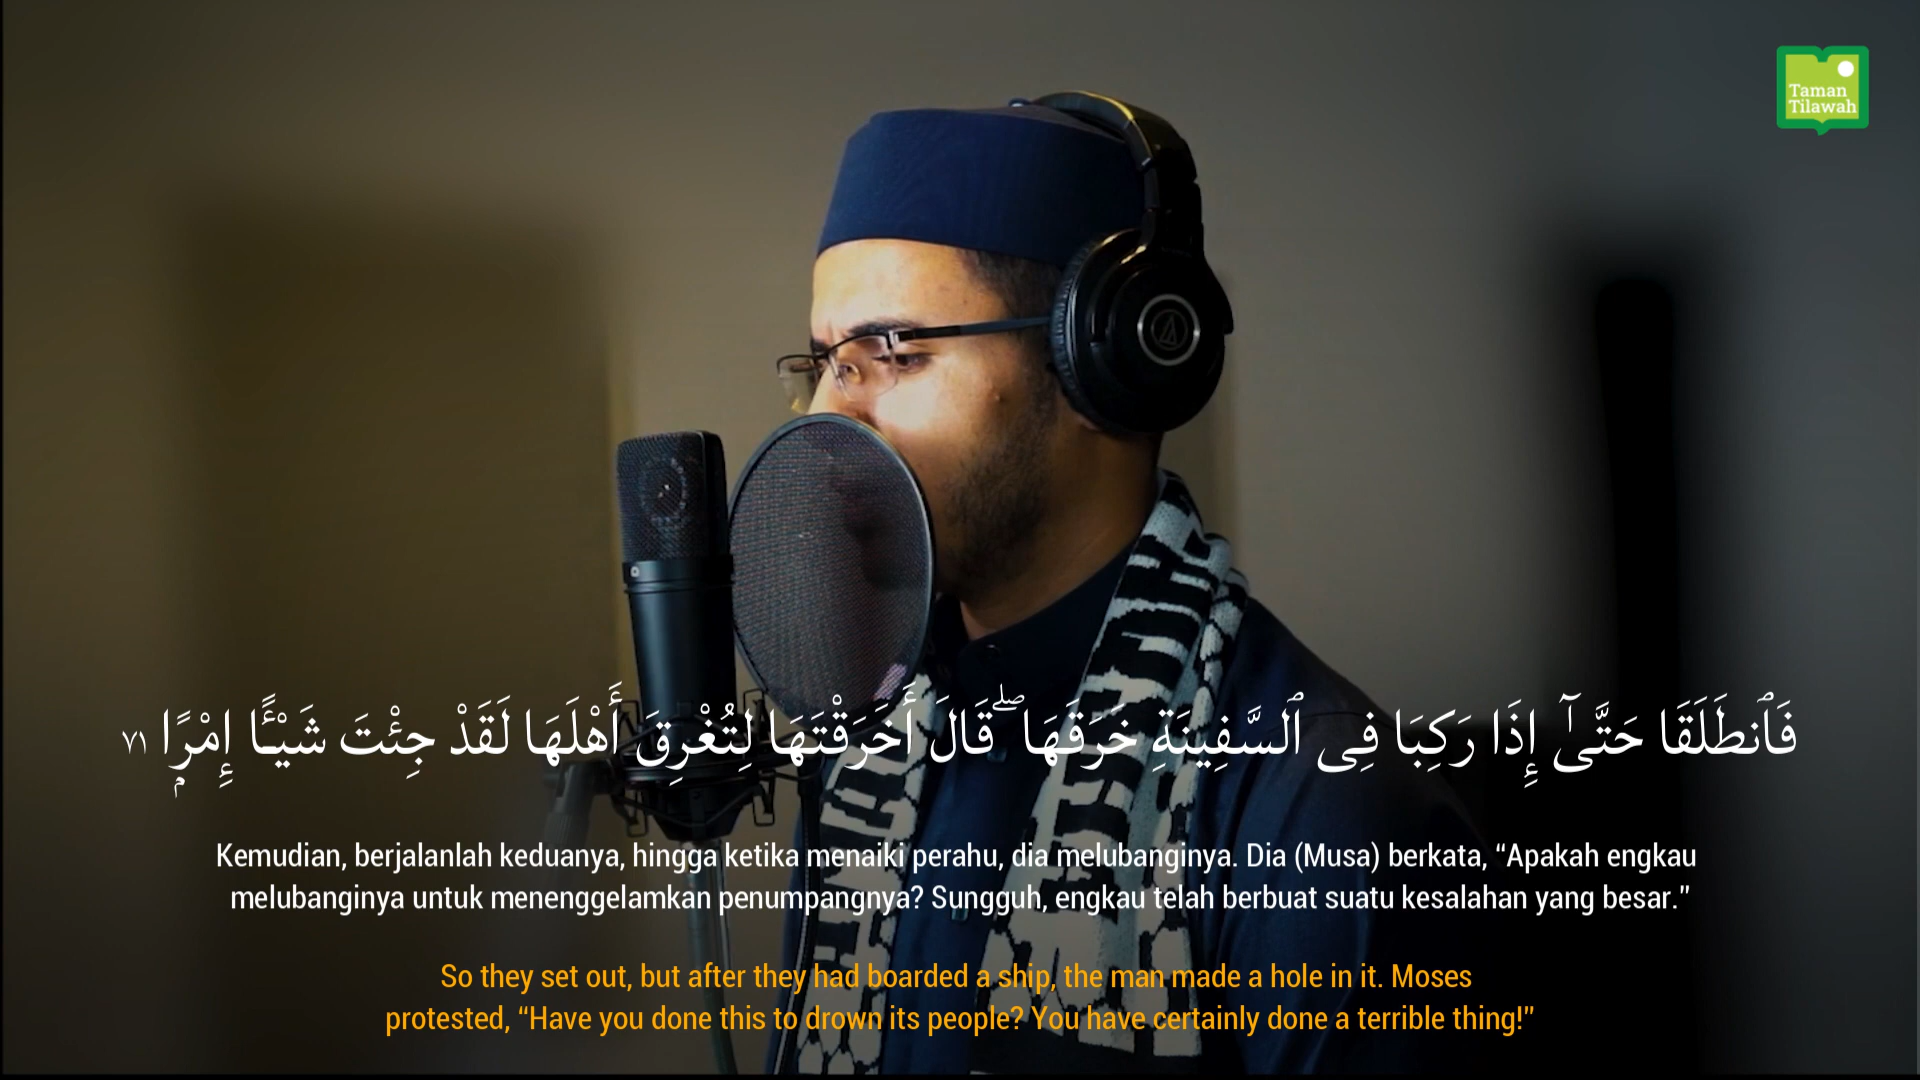 Taman
Tilawah
فَٱنطَلَقَا حَتَّىٰٓ إِذَا رَكِبَا فِى ٱلسَّفِينَةِ خَرَقَهَا ۖ قَالَ أَخَرَقْتَهَا لِتُغْرِقَ أَهْلَهَا لَقَدْ جِئْتَ شَيْـًٔا إِمْرًۭا ٧١
Kemudian, berjalanlah keduanya, hingga ketika menaiki perahu, dia melubanginya. Dia (Musa) berkata, “Apakah engkau
melubanginya untuk menenggelamkan penumpangnya? Sungguh, engkau telah berbuat suatu kesalahan yang besar.”
So they set out, but after they had boarded a ship, the man made a hole in it. Moses
protested, “Have you done this to drown its people? You have certainly done a terrible thing!”